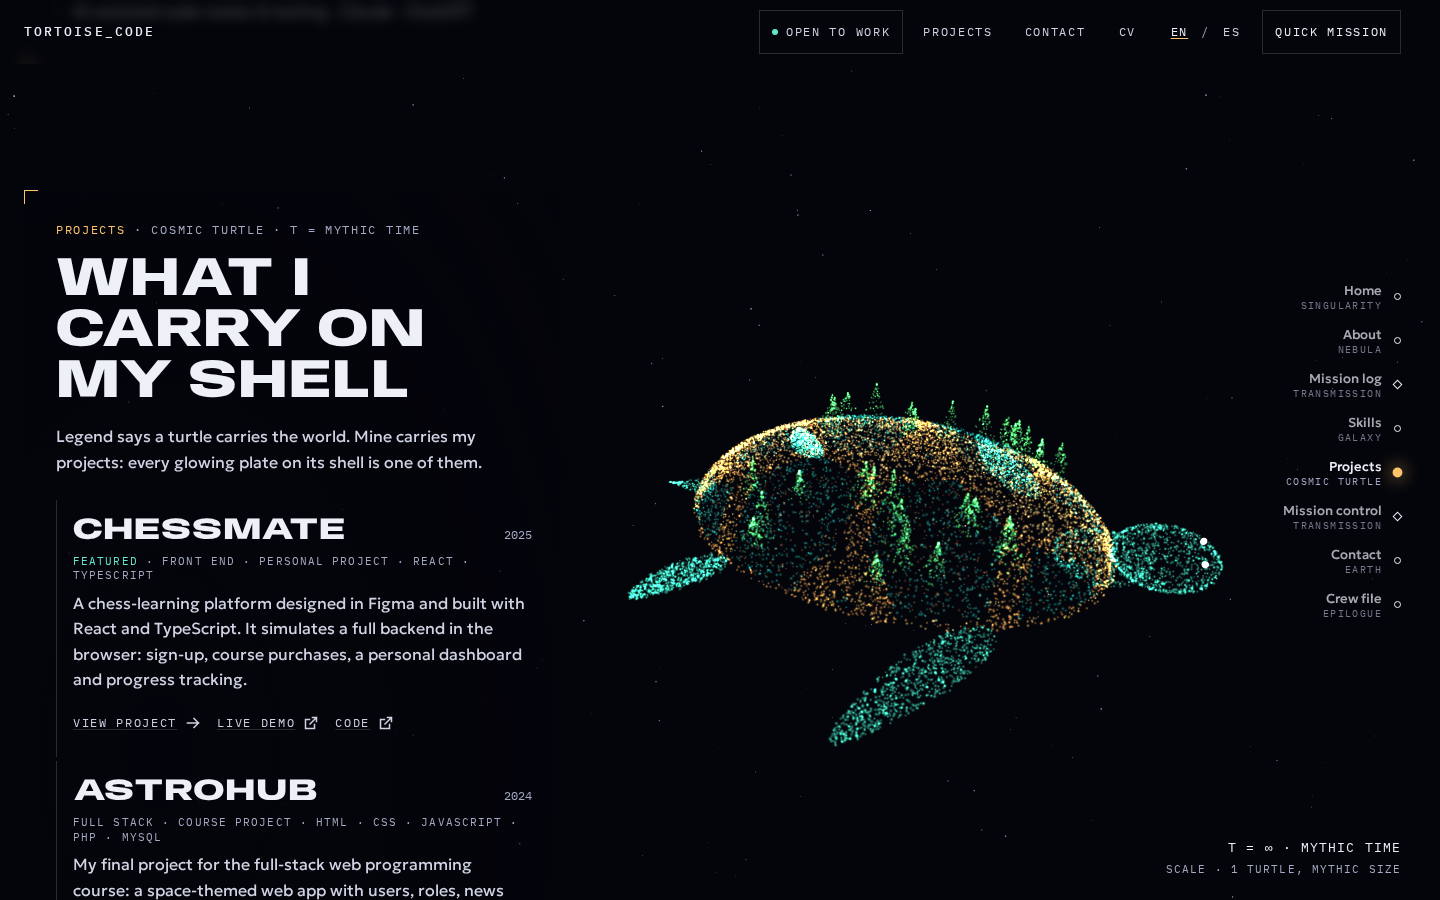 TORTOISE_CODE
OPEN TO WORK
PROJECTS
CONTACT
CV
EN / ES
QUICK MISSION
PROJECTS · COSMIC TURTLE · T = MYTHIC TIME
WHAT I
CARRY ON
MY SHELL
Legend says a turtle carries the world. Mine carries my
projects: every glowing plate on its shell is one of them.
CHESSMATE
2025
FEATURED · FRONT END · PERSONAL PROJECT · REACT ·
TYPESCRIPT
A chess-learning platform designed in Figma and built with
React and TypeScript. It simulates a full backend in the
browser: sign-up, course purchases, a personal dashboard
and progress tracking.
VIEW PROJECT
LIVE DEMO
CODE
ASTROHUB
2024
FULL STACK · COURSE PROJECT · HTML · CSS · JAVASCRIPT ·
PHP · MYSQL
My final project for the full-stack web programming
course: a space-themed web app with users, roles, news
Home
SINGULARITY
About
NEBULA
Mission log
TRANSMISSION
Skills
GALAXY
Projects
COSMIC TURTLE
Mission control
TRANSMISSION
Contact
EARTH
Crew file
EPILOGUE
T = ∞ · MYTHIC TIME
SCALE · 1 TURTLE, MYTHIC SIZE